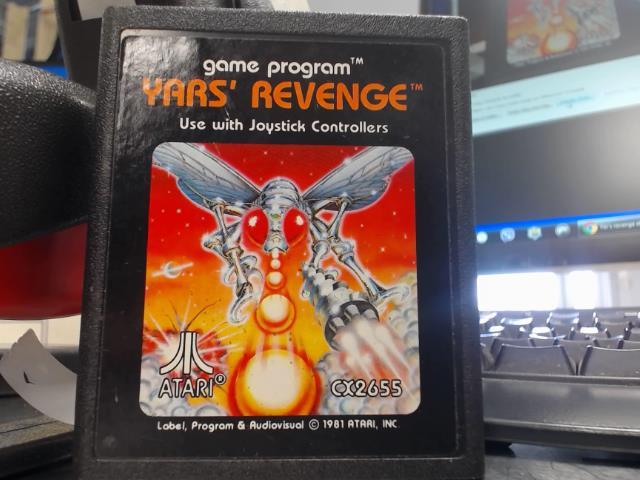 game program™
YARS' REVENGE™
Use with Joystick Controllers
ATARI®
CX2655
Label, Program & Audiovisual © 1981 ATARI, INC.